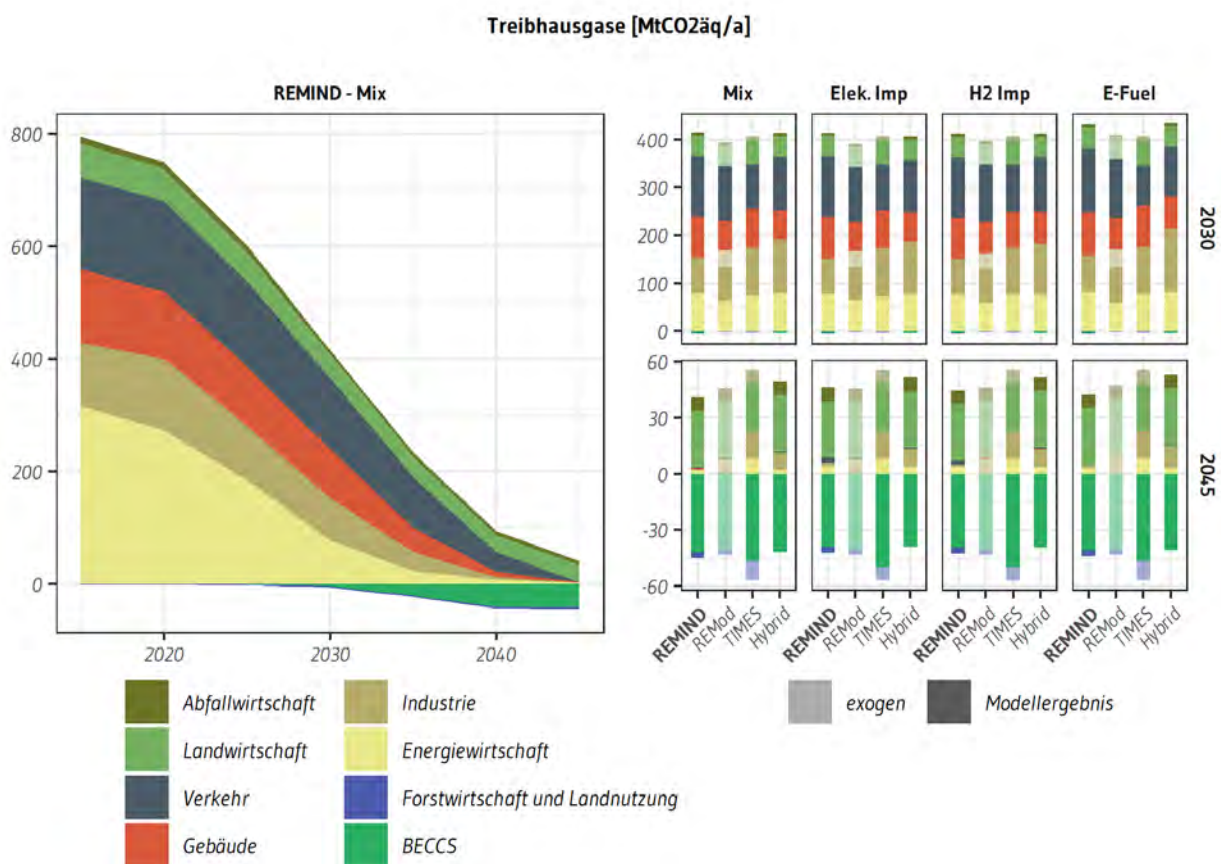 Treibhausgase [MtCO2äq/a]
REMIND - Mix
800
600
400
200
0
2020
2030
2040
Mix
Elek. Imp
H2 Imp
E-Fuel
400
300
200
100
0
2030
60
30
0
-30
-60
2045
REMIND
REMod
TIMES
Hybrid
REMIND
REMod
TIMES
Hybrid
REMIND
REMod
TIMES
Hybrid
REMIND
REMod
TIMES
Hybrid
Abfallwirtschaft
Landwirtschaft
Verkehr
Gebäude
Industrie
Energiewirtschaft
Forstwirtschaft und Landnutzung
BECCS
exogen
Modellergebnis